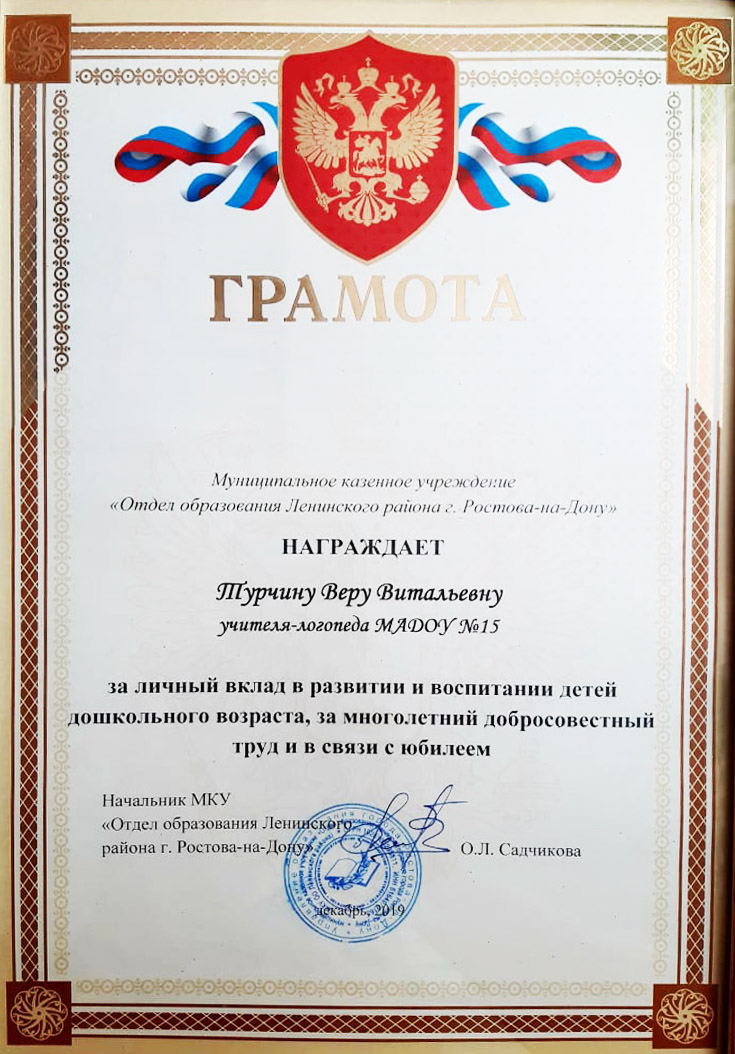 ГРАМОТА
Муниципальное казенное учреждение
«Отдел образования Ленинского района г. Ростова-на-Дону»
НАГРАЖДАЕТ
Турчину Веру Витальевну
учителя-логопеда МАДОУ №15
за личный вклад в развитии и воспитании детей
дошкольного возраста, за многолетний добросовестный
труд и в связи с юбилеем
Начальник МКУ
«Отдел образования Ленинского
района г. Ростова-на-Дону»
О.Л. Садчикова
декабрь, 2019